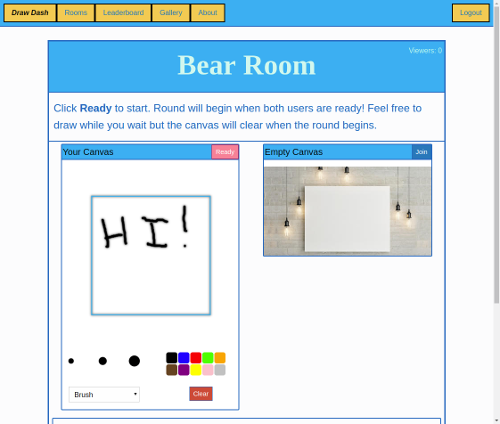 Draw Dash Rooms Leaderboard Gallery About Logout
Viewers: 0
Bear Room
Click Ready to start. Round will begin when both users are ready! Feel free to
draw while you wait but the canvas will clear when the round begins.
Your Canvas Ready
HI!
Brush Clear
Empty Canvas Join